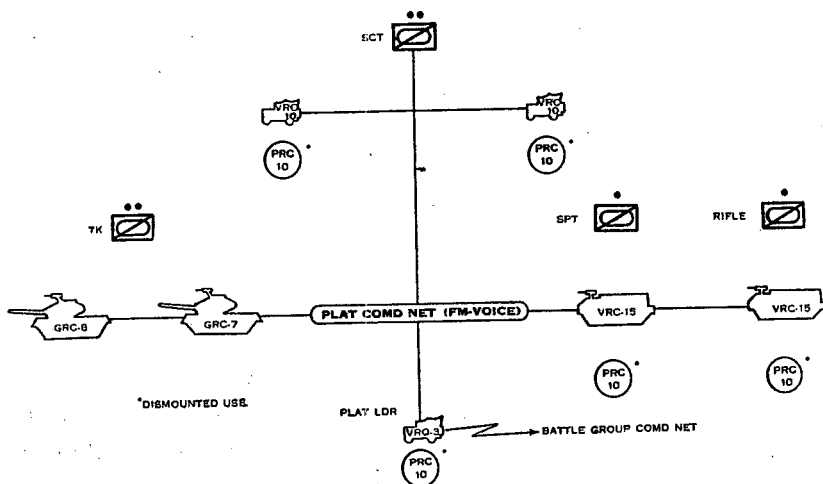 SCT
VRC
10
VRC
10
PRC
10
*
PRC
10
*
TK
SPT
RIFLE
GRC-8
GRC-7
PLAT COMD NET (FM-VOICE)
VRC-15
VRC-15
PRC
10
*
PRC
10
*
*DISMOUNTED USE.
PLAT LDR
VRQ-3
BATTLE GROUP COMD NET
PRC
10
*